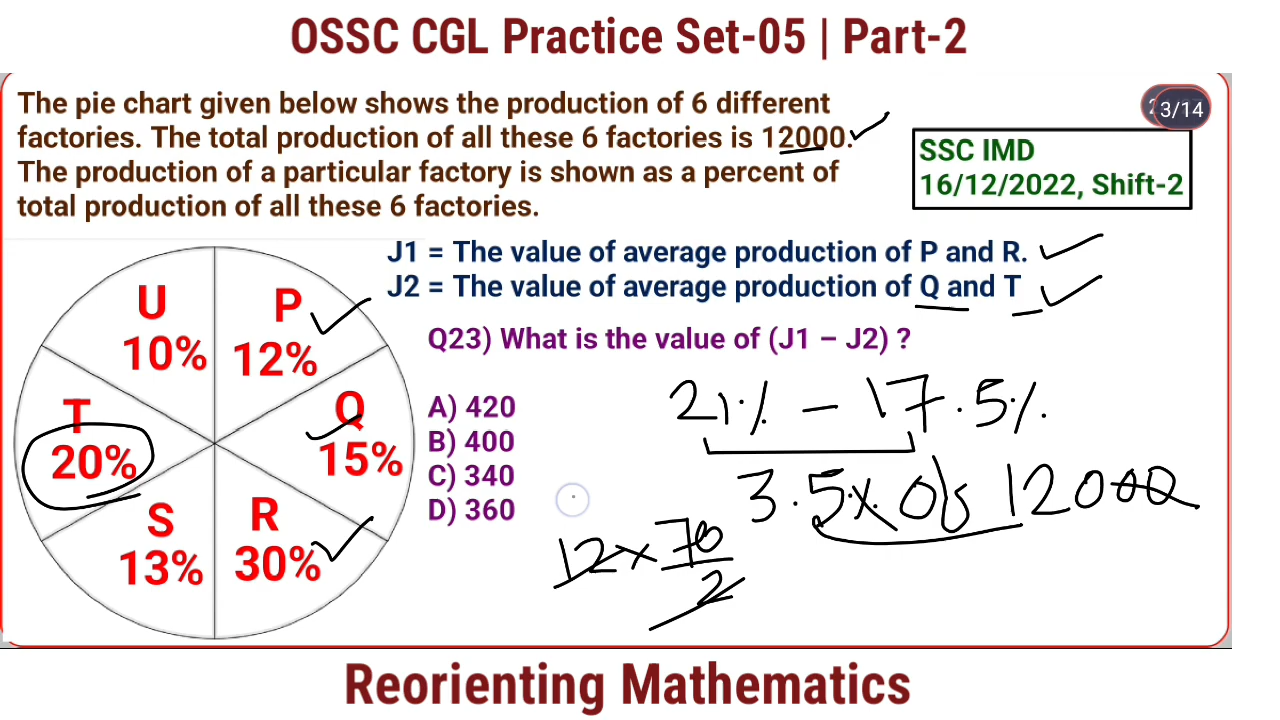 OSSC CGL Practice Set-05 | Part-2
The pie chart given below shows the production of 6 different
factories. The total production of all these 6 factories is 12000.
The production of a particular factory is shown as a percent of
total production of all these 6 factories.
3/14
SSC IMD
16/12/2022, Shift-2
J1 = The value of average production of P and R.
J2 = The value of average production of Q and T
Q23) What is the value of (J1 – J2) ?
A) 420
B) 400
C) 340
D) 360
U
10%
P
12%
T
20%
Q
15%
S
13%
R
30%
21% – 17.5%
3.5% of 12000
12 × 70
2
Reorienting Mathematics